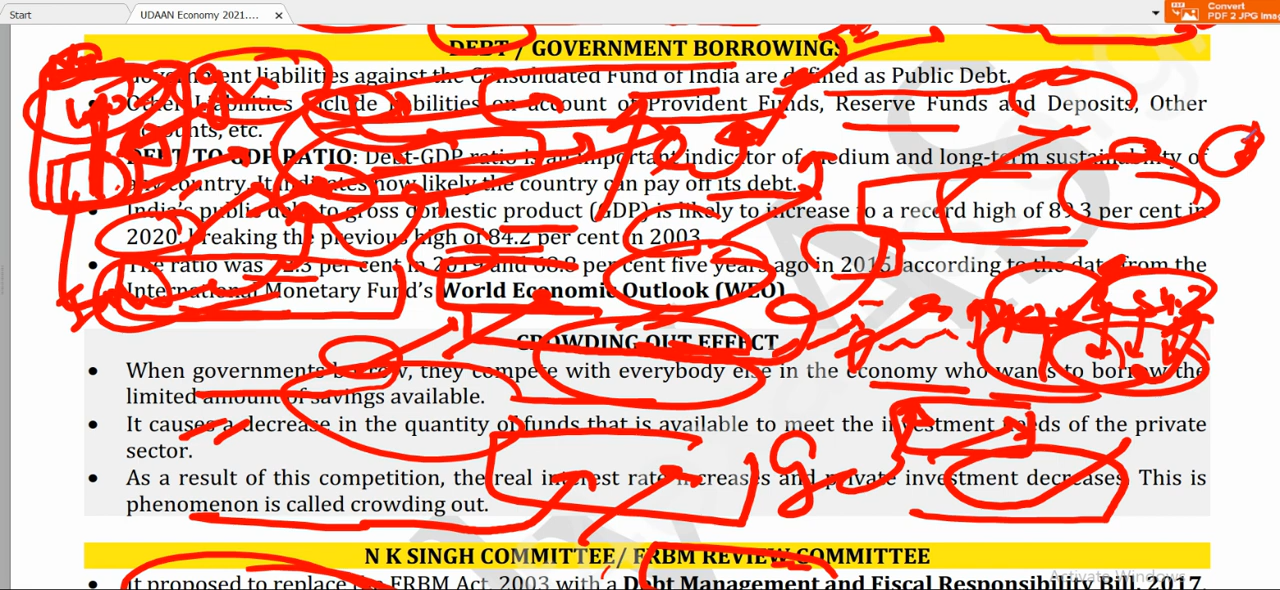 Start
UDAAN Economy 2021....
Convert
PDF 2 JPG Imag
DEBT / GOVERNMENT BORROWINGS
Government liabilities against the Consolidated Fund of India are defined as Public Debt.
Other Liabilities include liabilities on account of Provident Funds, Reserve Funds and Deposits, Other
Accounts, etc.
DEBT TO GDP RATIO: Debt-GDP ratio is an important indicator of medium and long-term sustainability of
any country. It indicates how likely the country can pay off its debt.
India's public debt to gross domestic product (GDP) is likely to increase to a record high of 89.3 per cent in
2020, breaking the previous high of 84.2 per cent in 2003.
The ratio was 72.3 per cent in 2019 and 68.8 per cent five years ago in 2015, according to the data from the
International Monetary Fund's World Economic Outlook (WEO)
CROWDING OUT EFFECT
When governments borrow, they compete with everybody else in the economy who wants to borrow the
limited amount of savings available.
It causes a decrease in the quantity of funds that is available to meet the investment needs of the private
sector.
As a result of this competition, the real interest rate increases and private investment decreases. This is
phenomenon is called crowding out.
N K SINGH COMMITTEE/ FRBM REVIEW COMMITTEE
It proposed to replace the FRBM Act, 2003 with a Debt Management and Fiscal Responsibility Bill, 2017.
Activate Windows